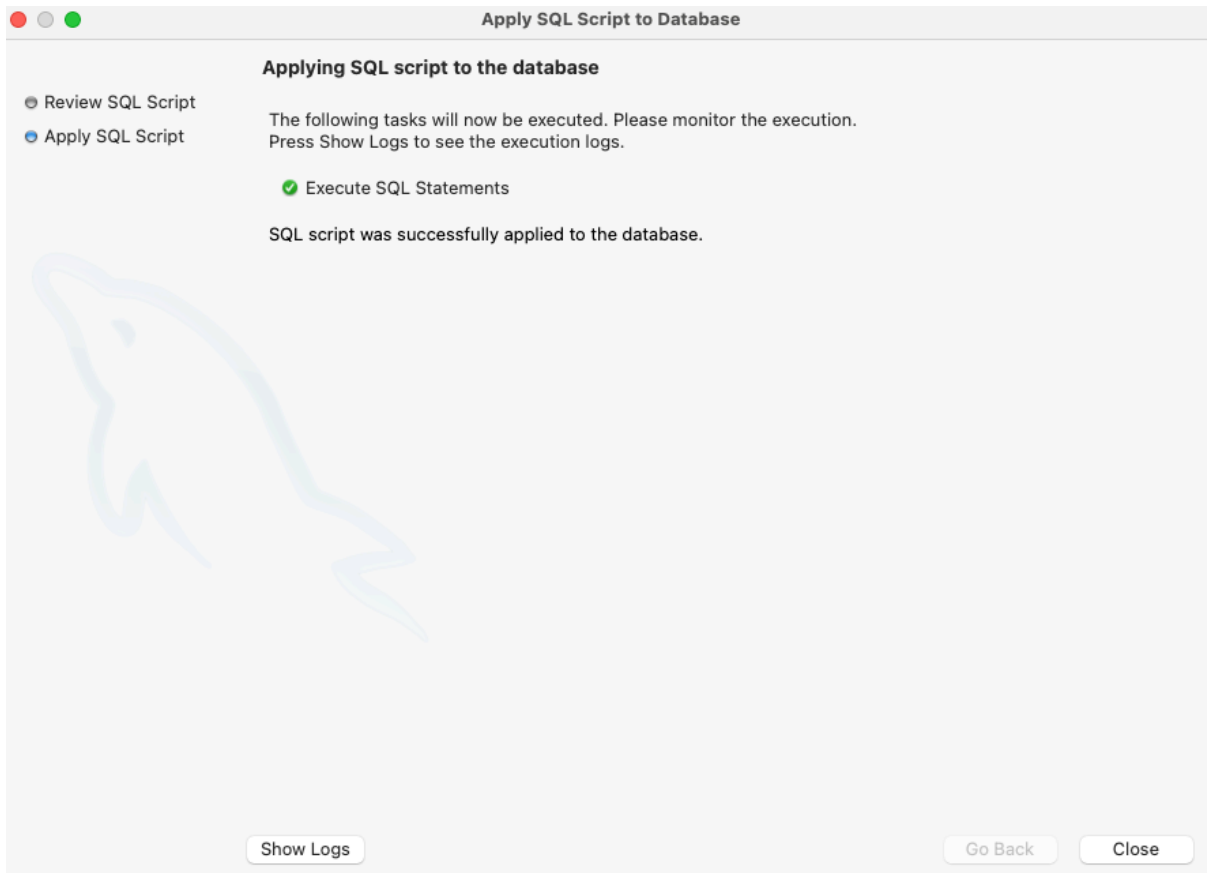 Apply SQL Script to Database
Review SQL Script
Apply SQL Script
Applying SQL script to the database
The following tasks will now be executed. Please monitor the execution.
Press Show Logs to see the execution logs.
Execute SQL Statements
SQL script was successfully applied to the database.
Show Logs
Go Back
Close